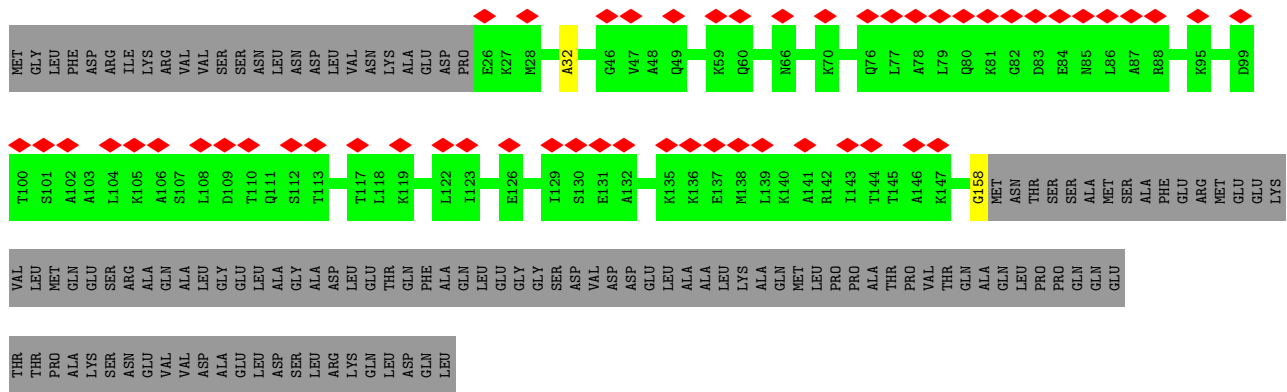 MET GLY LEU PHE ASP ARG ILE LYS ARG VAL VAL SER SER ASN LEU ASN ASP LEU VAL ASN LYS ALA GLU ASP PRO E26 K27 M28 A32 G46 V47 A48 Q49 K59 Q60 N66 K70 Q76 L77 A78 L79 Q80 K81 G82 D83 E84 N85 L86 A87 R88 K95 D99
T100 S101 A102 A103 L104 K105 A106 S107 L108 D109 T110 Q111 S112 T113 T117 L118 K119 L122 I123 E126 I129 S130 E131 A132 K135 K136 E137 M138 L139 K140 A141 R142 I143 T144 T145 A146 K147 G158 MET ASN THR SER SER ALA MET SER ALA PHE GLU ARG MET GLU GLU LYS
VAL LEU MET GLN GLU SER ARG ALA GLN ALA LEU GLY GLU LEU ALA GLY ALA ASP LEU GLU THR GLN PHE ALA GLN LEU GLU GLY GLY SER ASP VAL ASP ASP GLU LEU ALA ALA LEU LYS ALA GLN MET LEU PRO PRO ALA THR PRO VAL THR GLN ALA GLN LEU PRO PRO GLN GLN GLU
THR THR PRO ALA LYS SER ASN GLU VAL VAL ASP ALA GLU LEU ASP SER LEU ARG LYS GLN LEU ASP GLN LEU